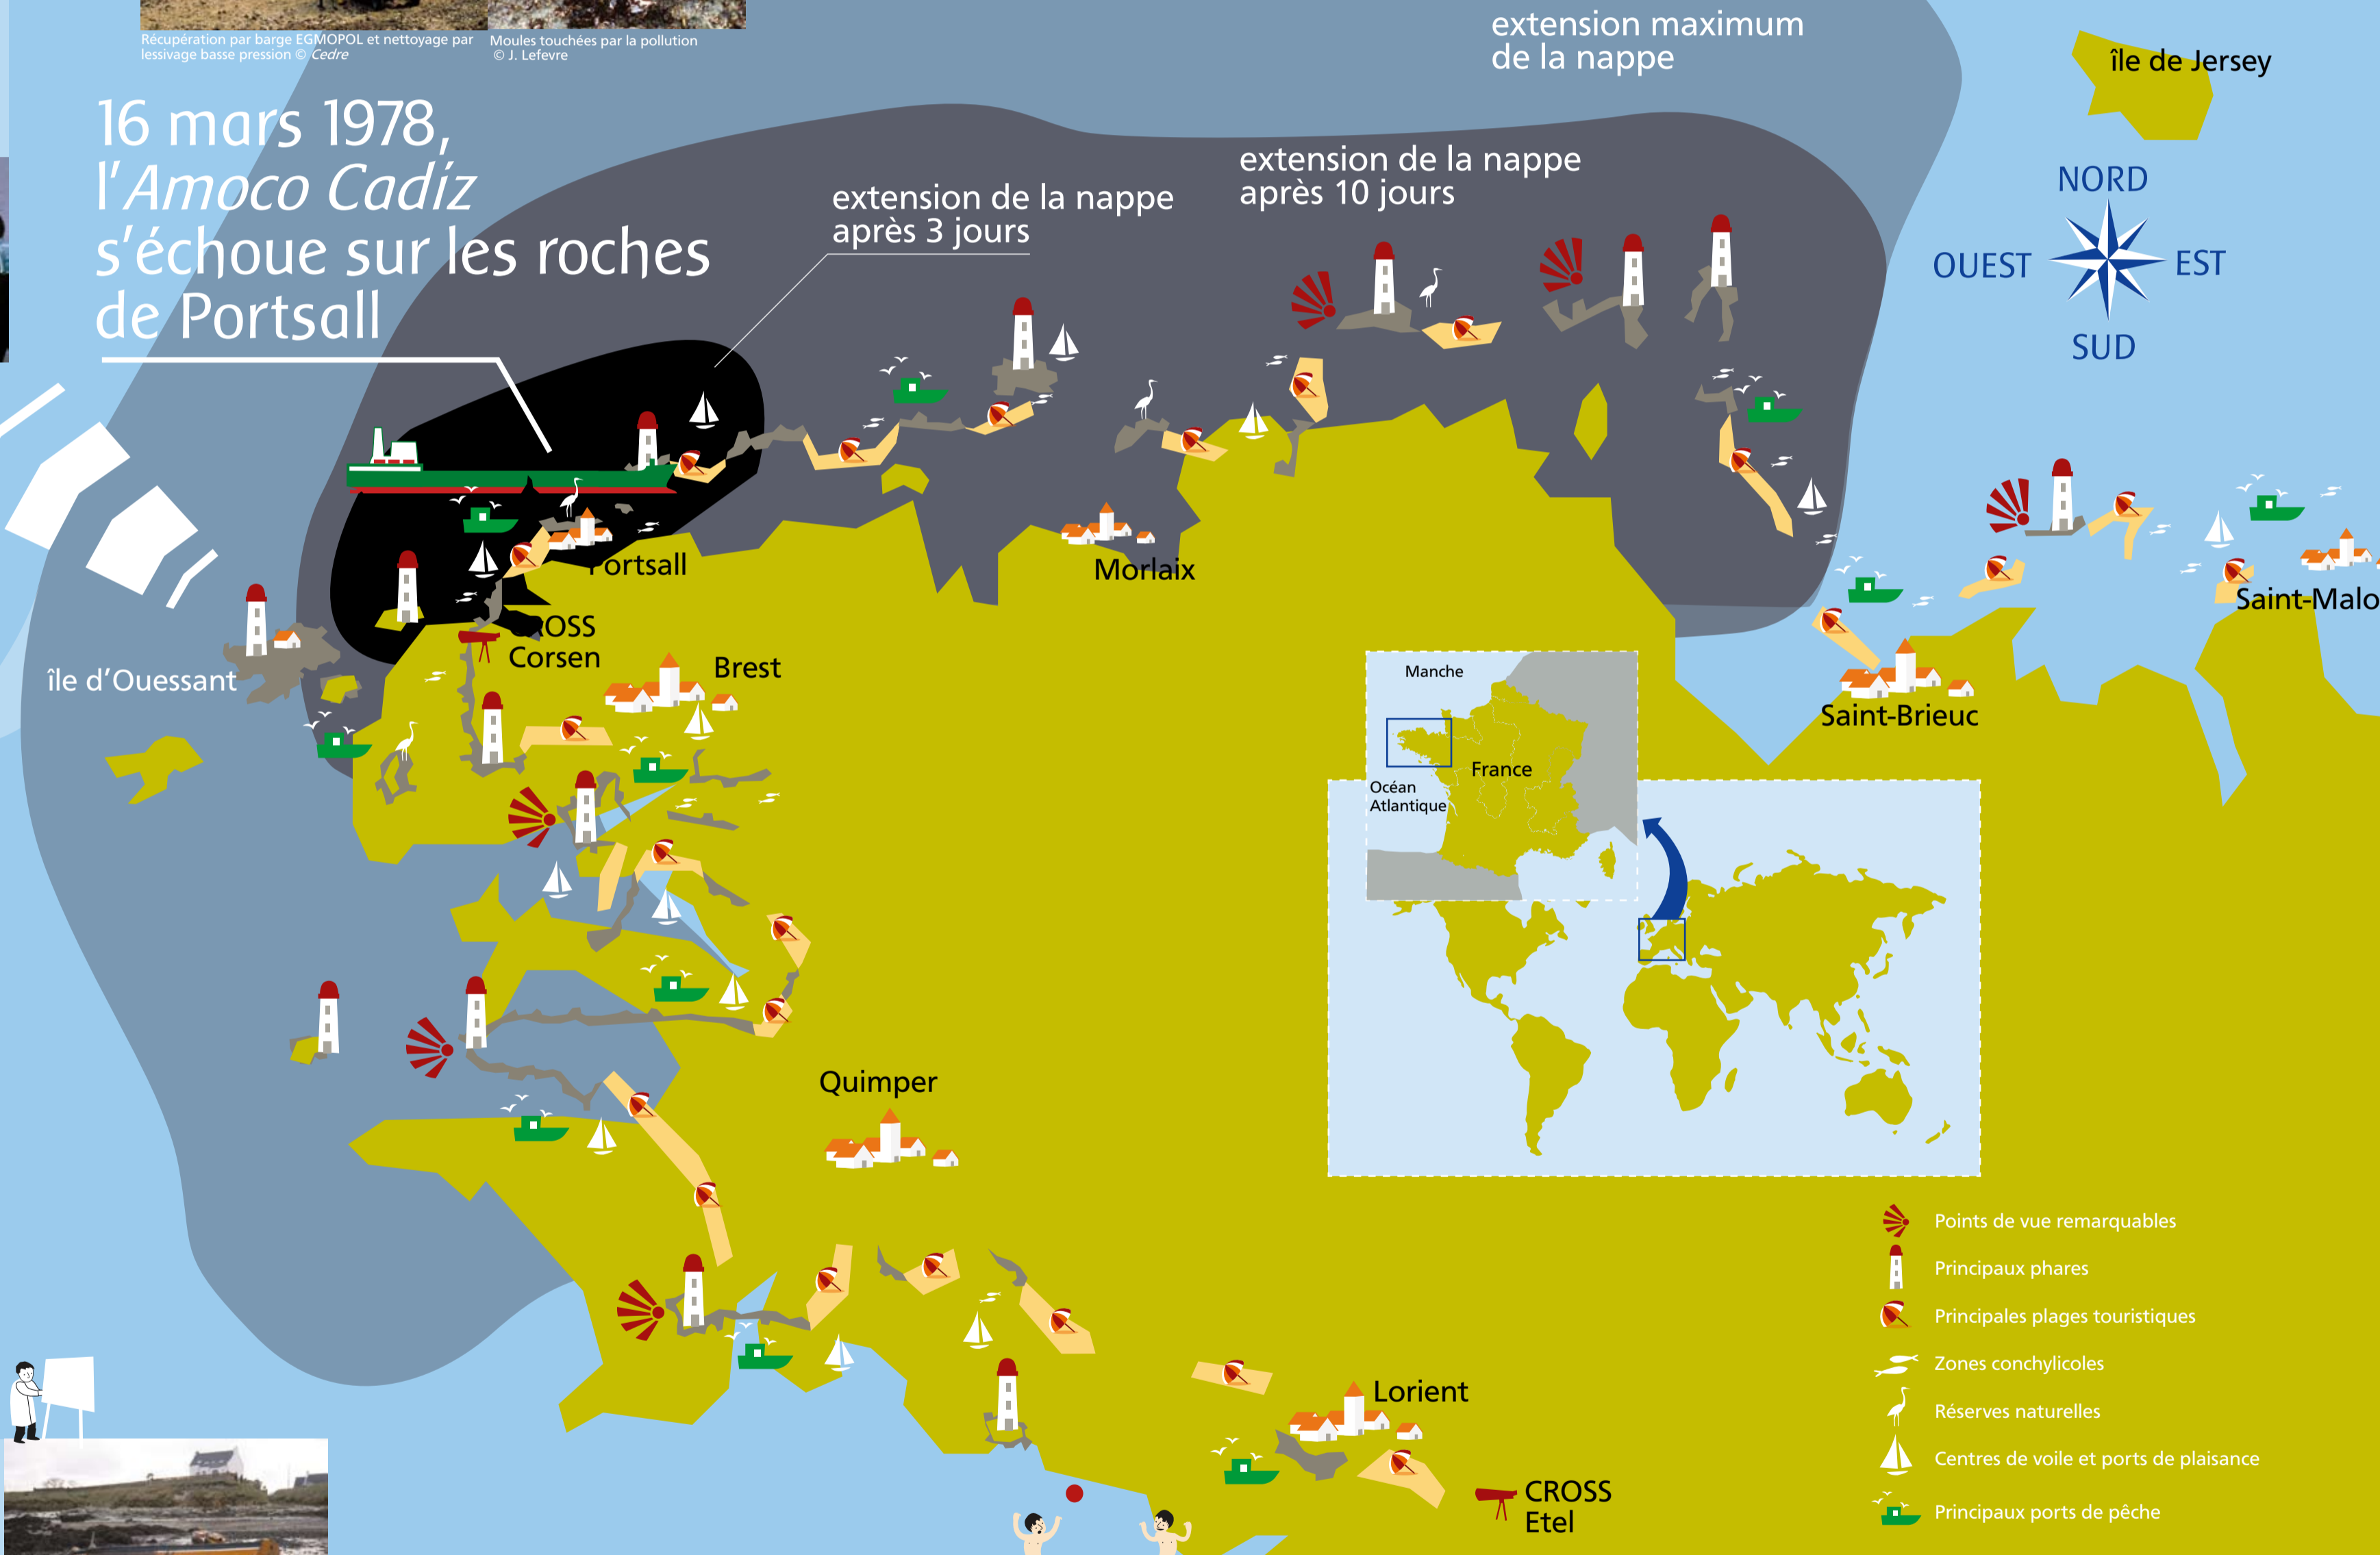 Récupération par barge EGMOPOL et nettoyage par
lessivage basse pression © Cedre
Moules touchées par la pollution
© J. Lefevre
extension maximum
de la nappe
île de Jersey
16 mars 1978,
l'Amoco Cadiz
s'échoue sur les roches
de Portsall
extension de la nappe
après 3 jours
extension de la nappe
après 10 jours
NORD
OUEST
EST
SUD
Portsall
Morlaix
CROSS
Corsen
Brest
île d'Ouessant
Saint-Malo
Saint-Brieuc
Manche
France
Océan
Atlantique
Quimper
Lorient
CROSS
Etel
Points de vue remarquables
Principaux phares
Principales plages touristiques
Zones conchylicoles
Réserves naturelles
Centres de voile et ports de plaisance
Principaux ports de pêche